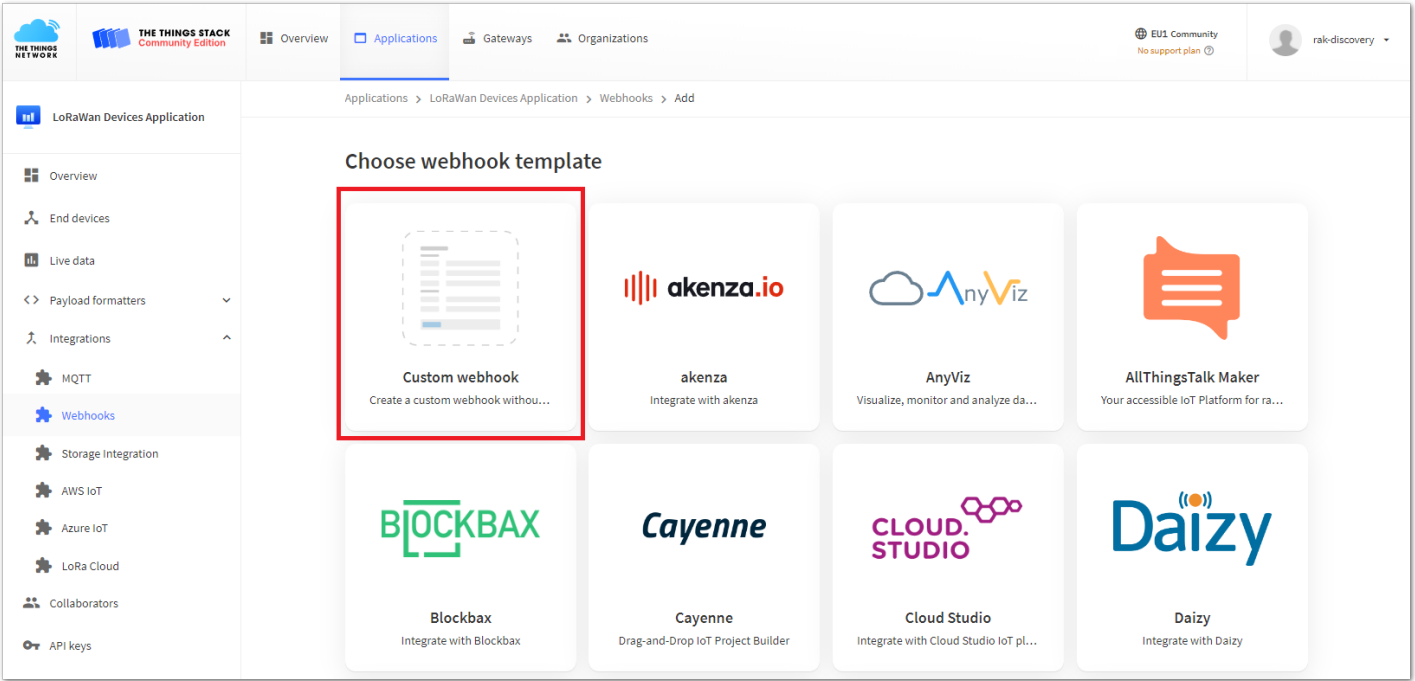 THE THINGS
NETWORK
THE THINGS STACK
Community Edition
Overview
Applications
Gateways
Organizations
EU1 Community
No support plan
rak-discovery
LoRaWan Devices Application
Overview
End devices
Live data
Payload formatters
Integrations
MQTT
Webhooks
Storage Integration
AWS IoT
Azure IoT
LoRa Cloud
Collaborators
API keys
Applications > LoRaWan Devices Application > Webhooks > Add
Choose webhook template
Custom webhook
Create a custom webhook withou...
akenza.io
akenza
Integrate with akenza
AnyViz
AnyViz
Visualize, monitor and analyze da...
AllThingsTalk Maker
Your accessible IoT Platform for ra...
BLOCKBAX
Blockbax
Integrate with Blockbax
Cayenne
Cayenne
Drag-and-Drop IoT Project Builder
CLOUD.
STUDIO
Cloud Studio
Integrate with Cloud Studio IoT pl...
Daizy
Daizy
Integrate with Daizy